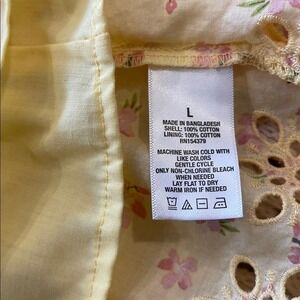 L
MADE IN BANGLADESH
SHELL: 100% COTTON
LINING: 100% COTTON
RN154379
MACHINE WASH COLD WITH
LIKE COLORS
GENTLE CYCLE
ONLY NON-CHLORINE BLEACH
WHEN NEEDED
LAY FLAT TO DRY
WARM IRON IF NEEDED